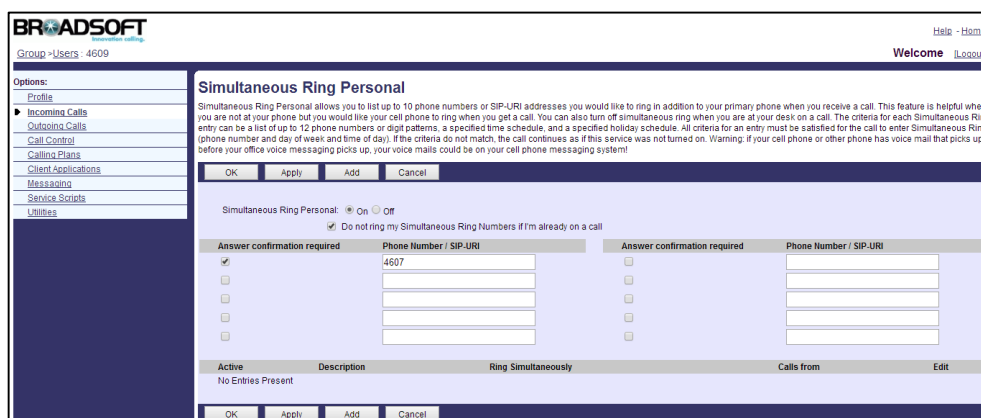 BROADSOFT
Innovation calling.
Help - Hom
Group >Users : 4609
Welcome [Logou
Options:
Profile
Incoming Calls
Outgoing Calls
Call Control
Calling Plans
Client Applications
Messaging
Service Scripts
Utilities
Simultaneous Ring Personal
Simultaneous Ring Personal allows you to list up to 10 phone numbers or SIP-URI addresses you would like to ring in addition to your primary phone when you receive a call. This feature is helpful whe
you are not at your phone but you would like your cell phone to ring when you get a call. You can also turn off simultaneous ring when you are at your desk on a call. The criteria for each Simultaneous Ri
entry can be a list of up to 12 phone numbers or digit patterns, a specified time schedule, and a specified holiday schedule. All criteria for an entry must be satisfied for the call to enter Simultaneous Rin
(phone number and day of week and time of day). If the criteria do not match, the call continues as if this service was not turned on. Warning: if your cell phone or other phone has voice mail that picks up
before your office voice messaging picks up, your voice mails could be on your cell phone messaging system!
OK Apply Add Cancel
Simultaneous Ring Personal: On Off
Do not ring my Simultaneous Ring Numbers if I'm already on a call
Answer confirmation required Phone Number / SIP-URI Answer confirmation required Phone Number / SIP-URI
4607
Active Description Ring Simultaneously Calls from Edit
No Entries Present
OK Apply Add Cancel